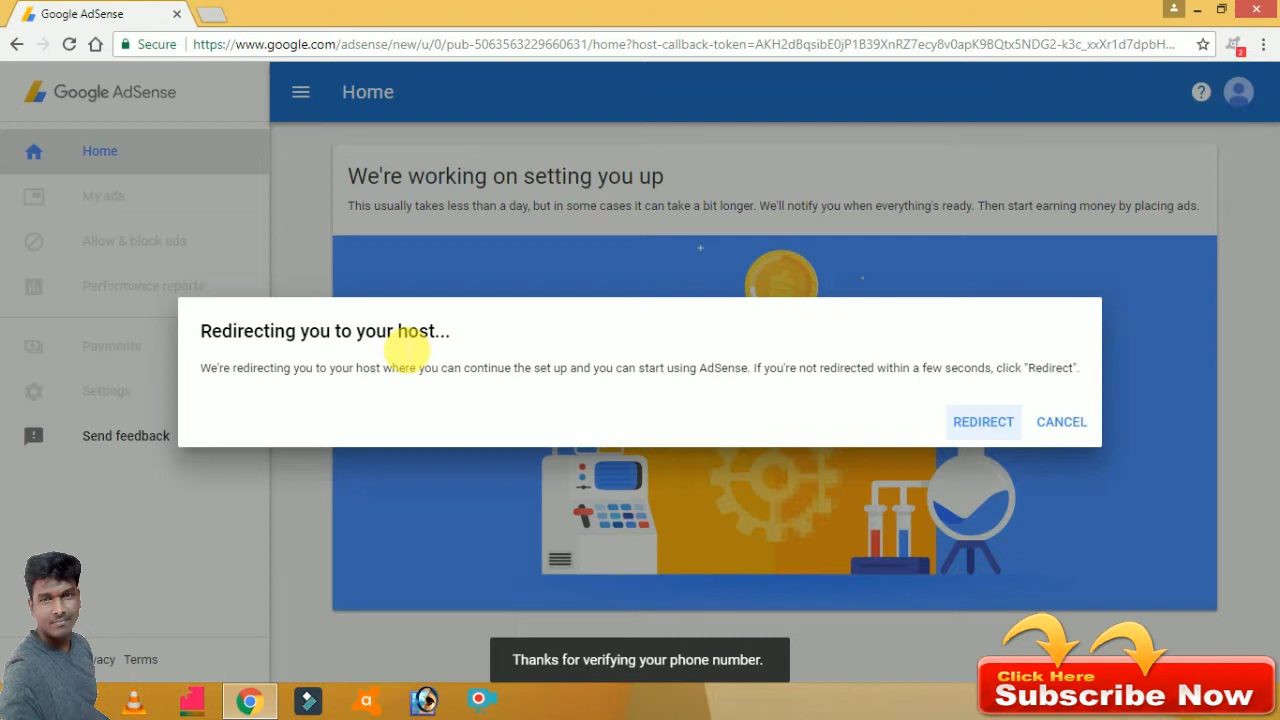 Google AdSense
Secure https://www.google.com/adsense/new/u/0/pub-5063563229660631/home?host-callback-token=AKH2dBqsibE0jP1B39XnRZ7ecy8v0apK9BQtx5NDG2-k3c_xxXr1d7dpbH...
2
Google AdSense
Home
Home
My ads
Allow & block ads
Performance reports
Payments
Settings
Send feedback
We're working on setting you up
This usually takes less than a day, but in some cases it can take a bit longer. We'll notify you when everything's ready. Then start earning money by placing ads.
Redirecting you to your host...
We're redirecting you to your host where you can continue the set up and you can start using AdSense. If you're not redirected within a few seconds, click "Redirect".
REDIRECT CANCEL
Terms
Thanks for verifying your phone number.
Click Here
Subscribe Now